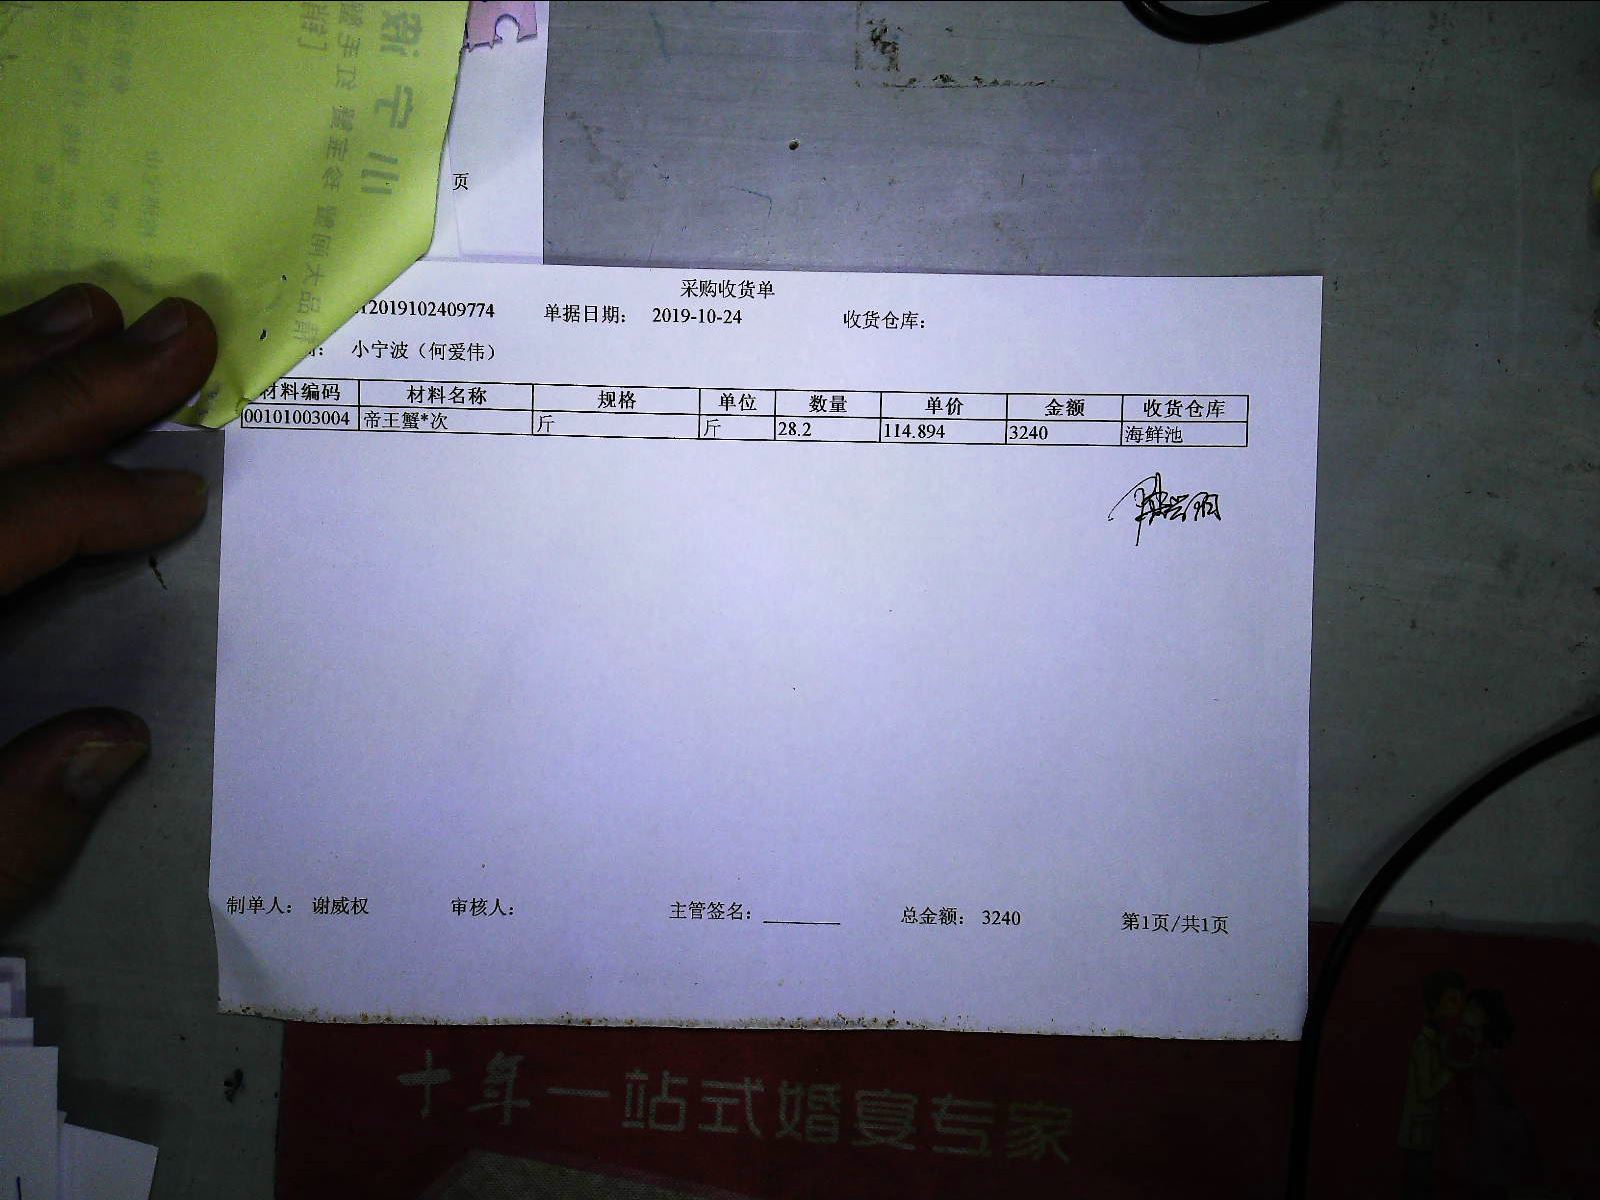 页
采购收货单
12019102409774 单据日期： 2019-10-24 收货仓库：
小宁波（何爱伟）
材料编码 材料名称 规格 单位 数量 单价 金额 收货仓库
00101003004 帝王蟹*次 斤 斤 28.2 114.894 3240 海鲜池
制单人： 谢威权 审核人： 主管签名： 总金额： 3240 第1页/共1页
十年一站式婚宴专家